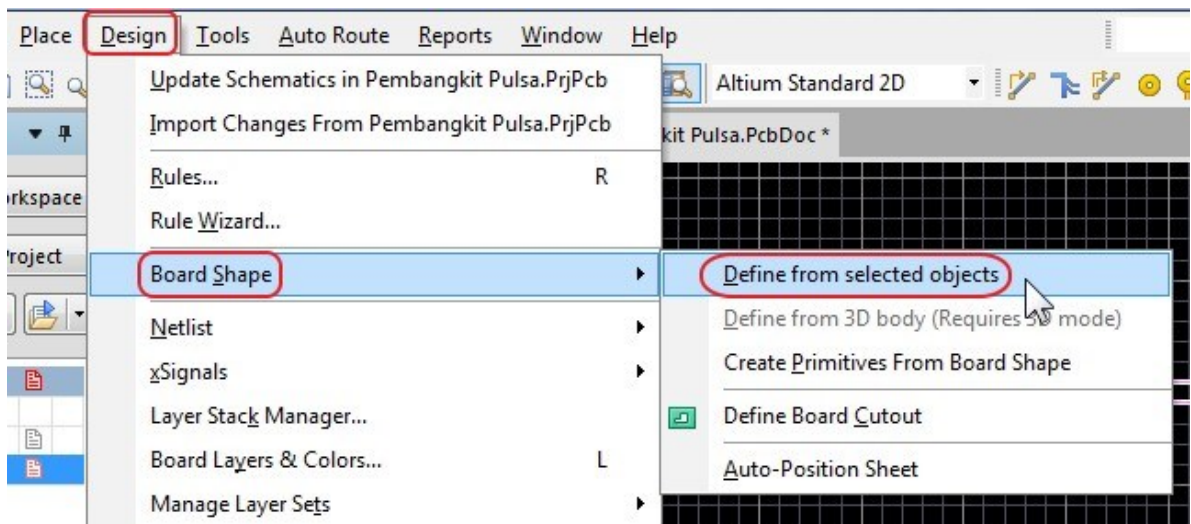 Place Design Tools Auto Route Reports Window Help
Altium Standard 2D
kit Pulsa.PcbDoc *
rkspace
roject
Update Schematics in Pembangkit Pulsa.PrjPcb
Import Changes From Pembangkit Pulsa.PrjPcb
Rules... R
Rule Wizard...
Board Shape
Netlist
xSignals
Layer Stack Manager...
Board Layers & Colors... L
Manage Layer Sets
Define from selected objects
Define from 3D body (Requires 3D mode)
Create Primitives From Board Shape
Define Board Cutout
Auto-Position Sheet